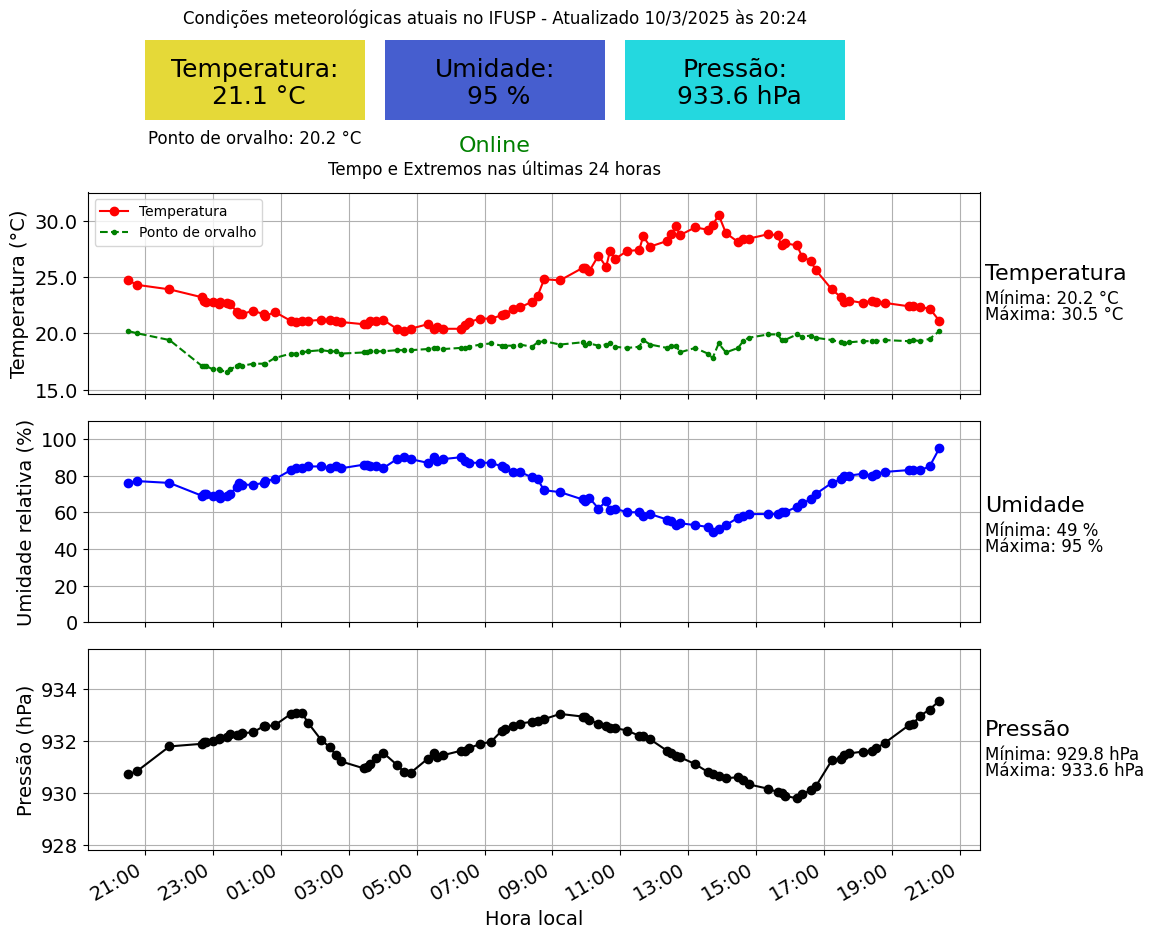 Condições meteorológicas atuais no IFUSP - Atualizado 10/3/2025 às 20:24
Temperatura:
21.1 °C
Umidade:
95 %
Pressão:
933.6 hPa
Ponto de orvalho: 20.2 °C
Online
Tempo e Extremos nas últimas 24 horas
Temperatura (°C)
30.0
25.0
20.0
15.0
Temperatura
Ponto de orvalho
Temperatura
Mínima: 20.2 °C
Máxima: 30.5 °C
Umidade relativa (%)
100
80
60
40
20
0
Umidade
Mínima: 49 %
Máxima: 95 %
Pressão (hPa)
934
932
930
928
Pressão
Mínima: 929.8 hPa
Máxima: 933.6 hPa
21:00 23:00 01:00 03:00 05:00 07:00 09:00 11:00 13:00 15:00 17:00 19:00 21:00
Hora local